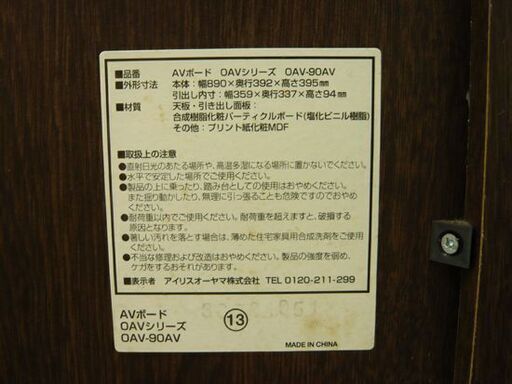 ■品番 AVボード OAVシリーズ OAV-90AV
■外形寸法 本体：幅890×奥行392×高さ395mm
引出し内寸：幅359×奥行337×高さ94mm
■材質 天板・引き出し面板：
合成樹脂化粧パーティクルボード(塩化ビニル樹脂)
その他：プリント紙化粧MDF
■取扱上の注意
●直射日光のあたる場所や、高温多湿になる場所に置かないでください。
●水平で安定した場所でご使用ください。
●製品の上に乗ったり、踏み台としての使用はおやめください。
また揺り動かしたり、無理に引っ張ることも危険ですのでおやめください。
●耐荷重以内でご使用ください。耐荷重を超えますと、破損する
原因となります。
●著しい汚れを落とす場合は、薄めた住宅家具用合成洗剤をご使用ください。
●不当な修理および改造はおやめください。製品の強度を弱め、
ケガをするおそれがあります。
■表示者 アイリスオーヤマ株式会社 TEL 0120-211-299
AVボード
OAVシリーズ
OAV-90AV
⑬
MADE IN CHINA